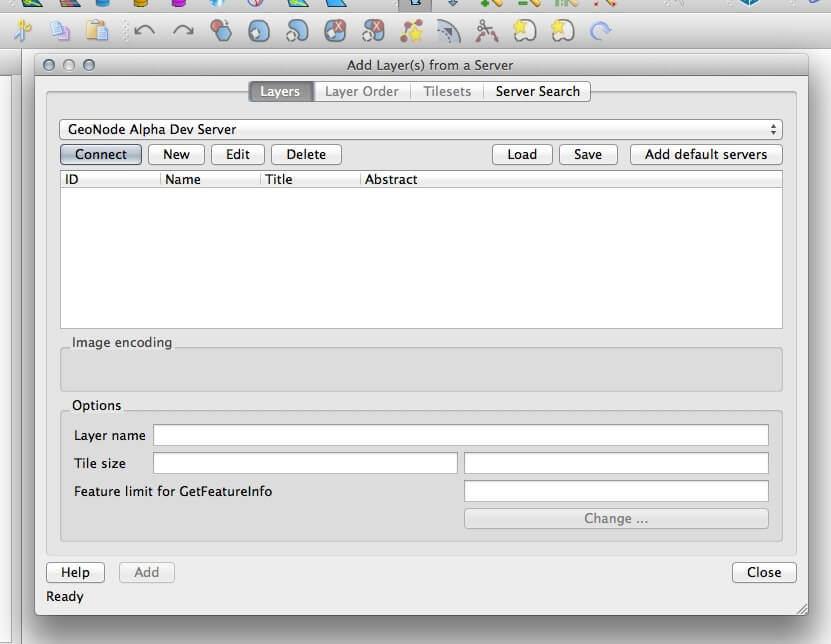 Add Layer(s) from a Server
Layers Layer Order Tilesets Server Search
GeoNode Alpha Dev Server
Connect New Edit Delete Load Save Add default servers
ID Name Title Abstract
Image encoding
Options
Layer name
Tile size
Feature limit for GetFeatureInfo
Change ...
Help Add Close
Ready